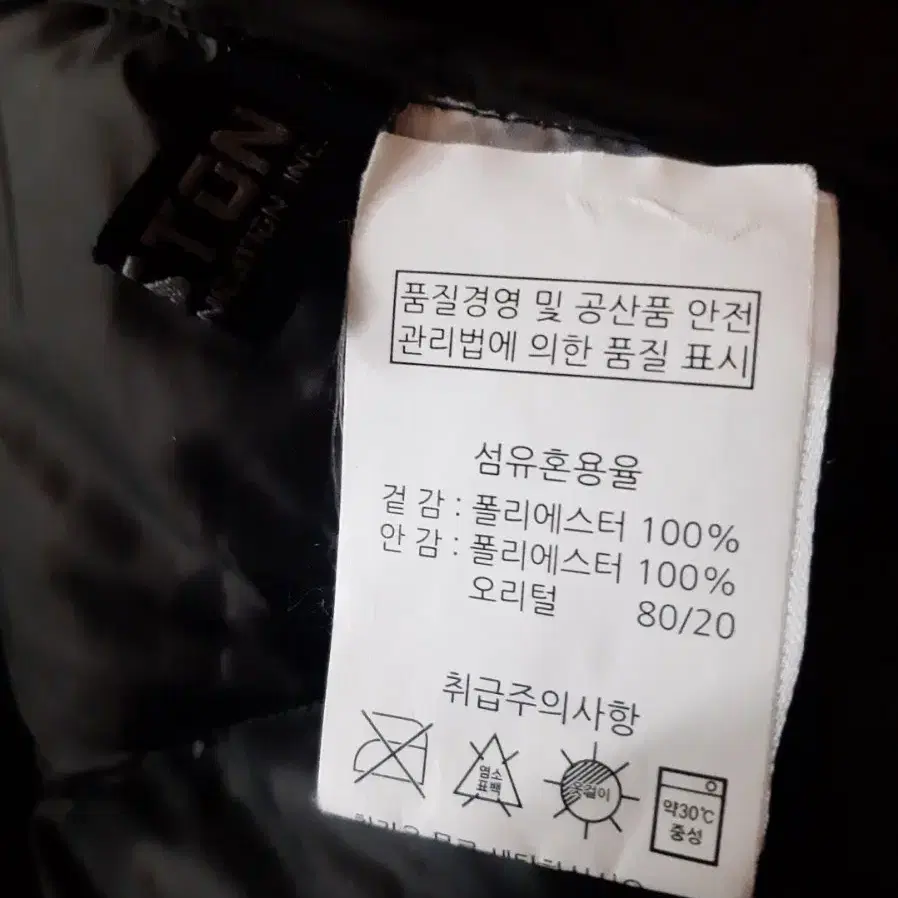 TON
INC.
품질경영 및 공산품 안전
관리법에 의한 품질 표시
섬유혼용율
겉 감 : 폴리에스터 100%
안 감 : 폴리에스터 100%
오리털 80/20
취급주의사항
염소
표백
옷걸이
약30℃
중성